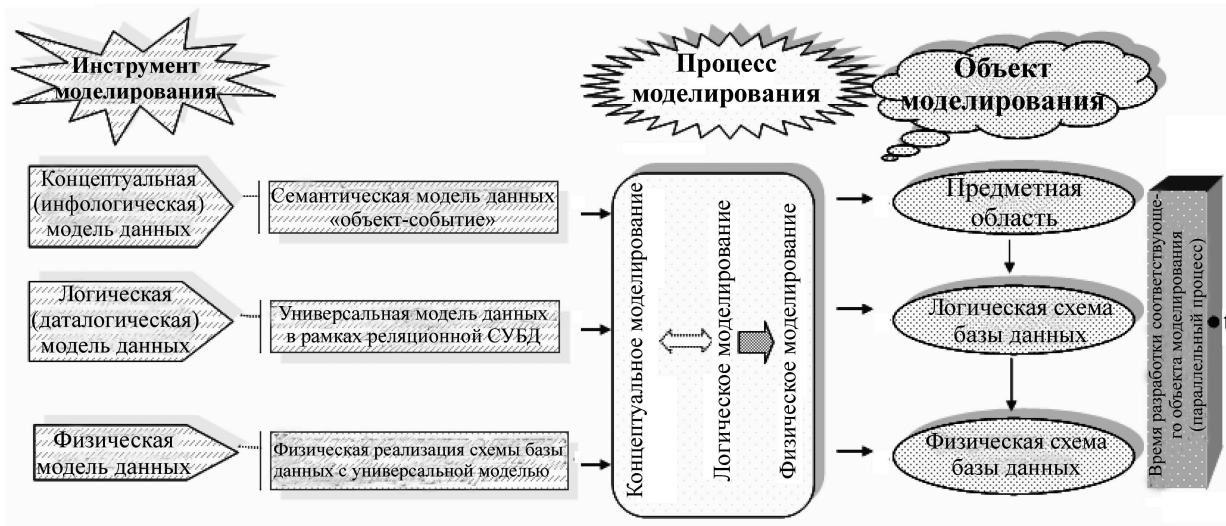 Инструмент
моделирования
Процесс
моделирования
Объект
моделирования
Концептуальная
(инфологическая)
модель данных
Семантическая модель данных
«объект-событие»
Логическая
(даталогическая)
модель данных
Универсальная модель данных
в рамках реляционной СУБД
Физическая
модель данных
Физическая реализация схемы базы
данных с универсальной моделью
Концептуальное моделирование
Логическое моделирование
Физическое моделирование
Предметная
область
Логическая схема
базы данных
Физическая схема
базы данных
Время разработки соответствующе-
го объекта моделирования
(параллельный процесс)
t